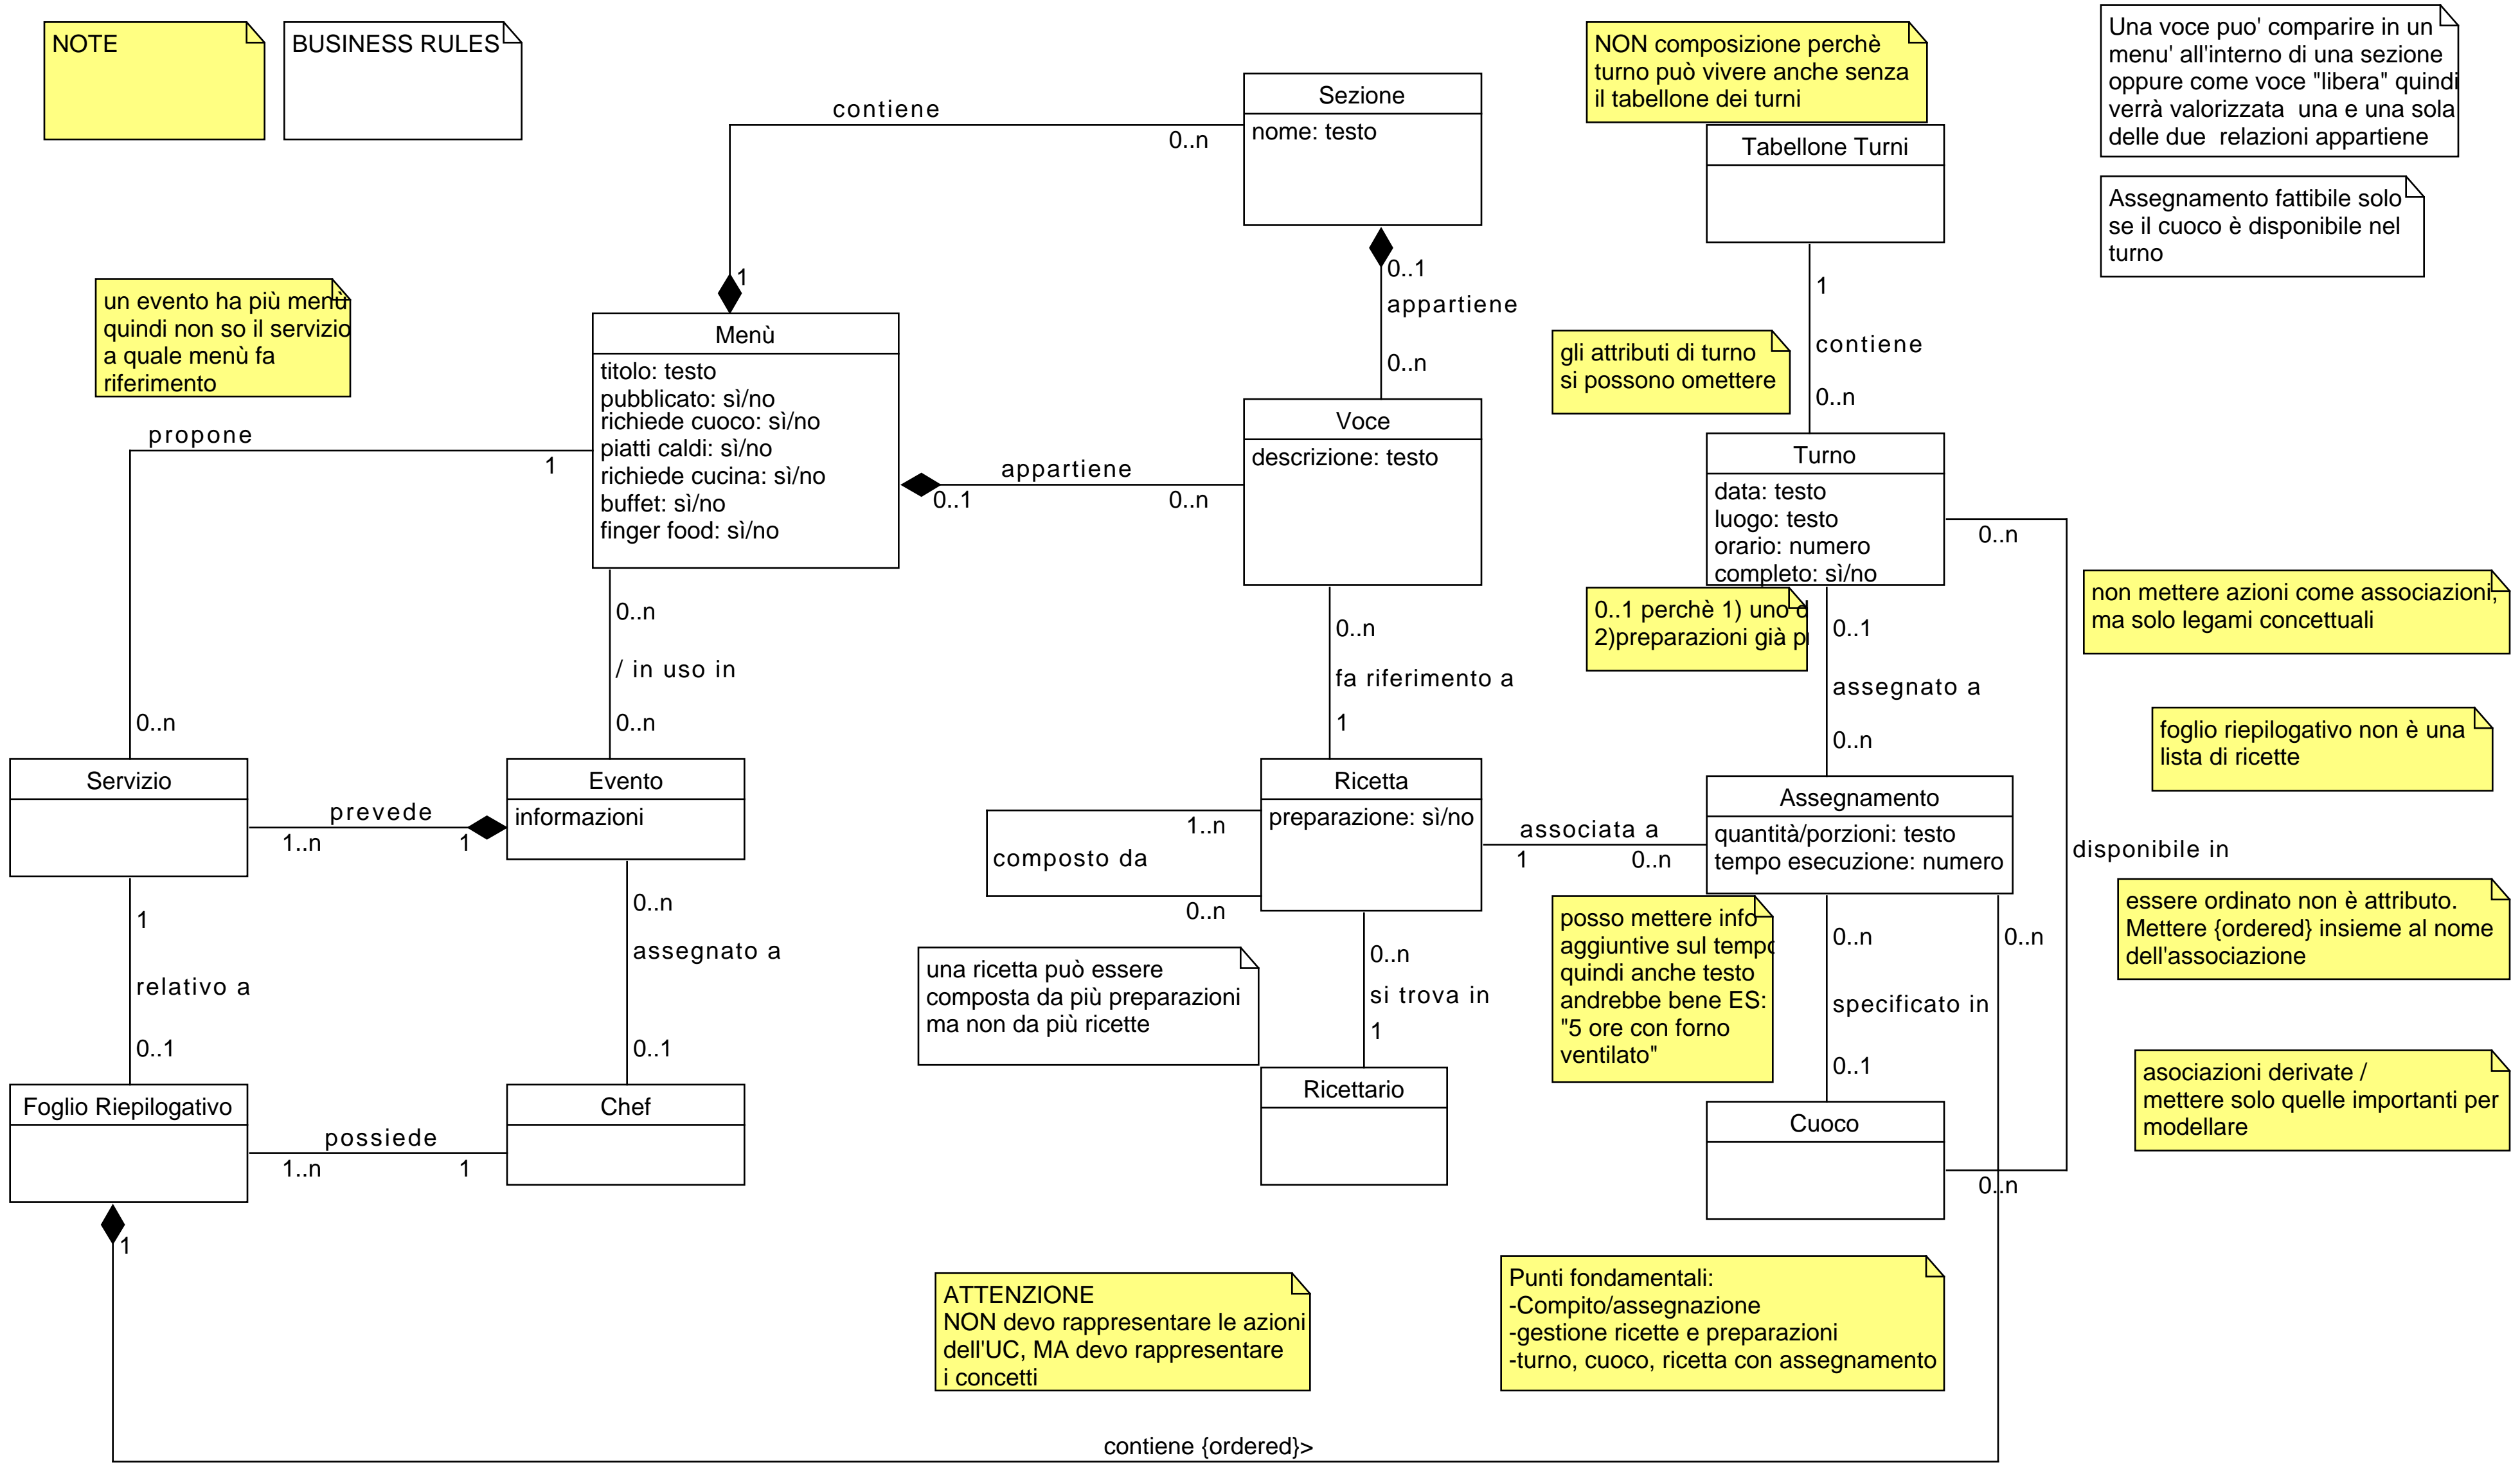 NOTE
BUSINESS RULES
contiene
0..n
1
Sezione
nome: testo
NON composizione perchè
turno può vivere anche senza
il tabellone dei turni
Tabellone Turni
Una voce puo' comparire in un
menu' all'interno di una sezione
oppure come voce "libera" quindi
verrà valorizzata una e una sola
delle due relazioni appartiene
Assegnamento fattibile solo
se il cuoco è disponibile nel
turno
un evento ha più menù
quindi non so il servizio
a quale menù fa
riferimento
Menù
titolo: testo
pubblicato: sì/no
richiede cuoco: sì/no
piatti caldi: sì/no
richiede cucina: sì/no
buffet: sì/no
finger food: sì/no
0..1
appartiene
0..n
gli attributi di turno
si possono omettere
1
contiene
0..n
propone
1
0..n
appartiene
0..1
0..n
Voce
descrizione: testo
Turno
data: testo
luogo: testo
orario: numero
completo: sì/no
0..n
0..n
/ in uso in
0..n
0..n
fa riferimento a
1
0..1 perchè 1) uno
2)preparazioni già
0..1
assegnato a
0..n
non mettere azioni come associazioni,
ma solo legami concettuali
foglio riepilogativo non è una
lista di ricette
Servizio
prevede
1..n
1
Evento
informazioni
1..n
composto da
0..n
Ricetta
preparazione: sì/no
associata a
1
0..n
Assegnamento
quantità/porzioni: testo
tempo esecuzione: numero
disponibile in
essere ordinato non è attributo.
Mettere {ordered} insieme al nome
dell'associazione
1
relativo a
0..1
0..n
assegnato a
0..1
una ricetta può essere
composta da più preparazioni
ma non da più ricette
0..n
si trova in
1
posso mettere info
aggiuntive sul tempo
quindi anche testo
andrebbe bene ES:
"5 ore con forno
ventilato"
0..n
specificato in
0..1
0..n
asociazioni derivate /
mettere solo quelle importanti per
modellare
Foglio Riepilogativo
possiede
1..n
1
Chef
Ricettario
Cuoco
0..n
1
ATTENZIONE
NON devo rappresentare le azioni
dell'UC, MA devo rappresentare
i concetti
Punti fondamentali:
-Compito/assegnazione
-gestione ricette e preparazioni
-turno, cuoco, ricetta con assegnamento
contiene {ordered}>